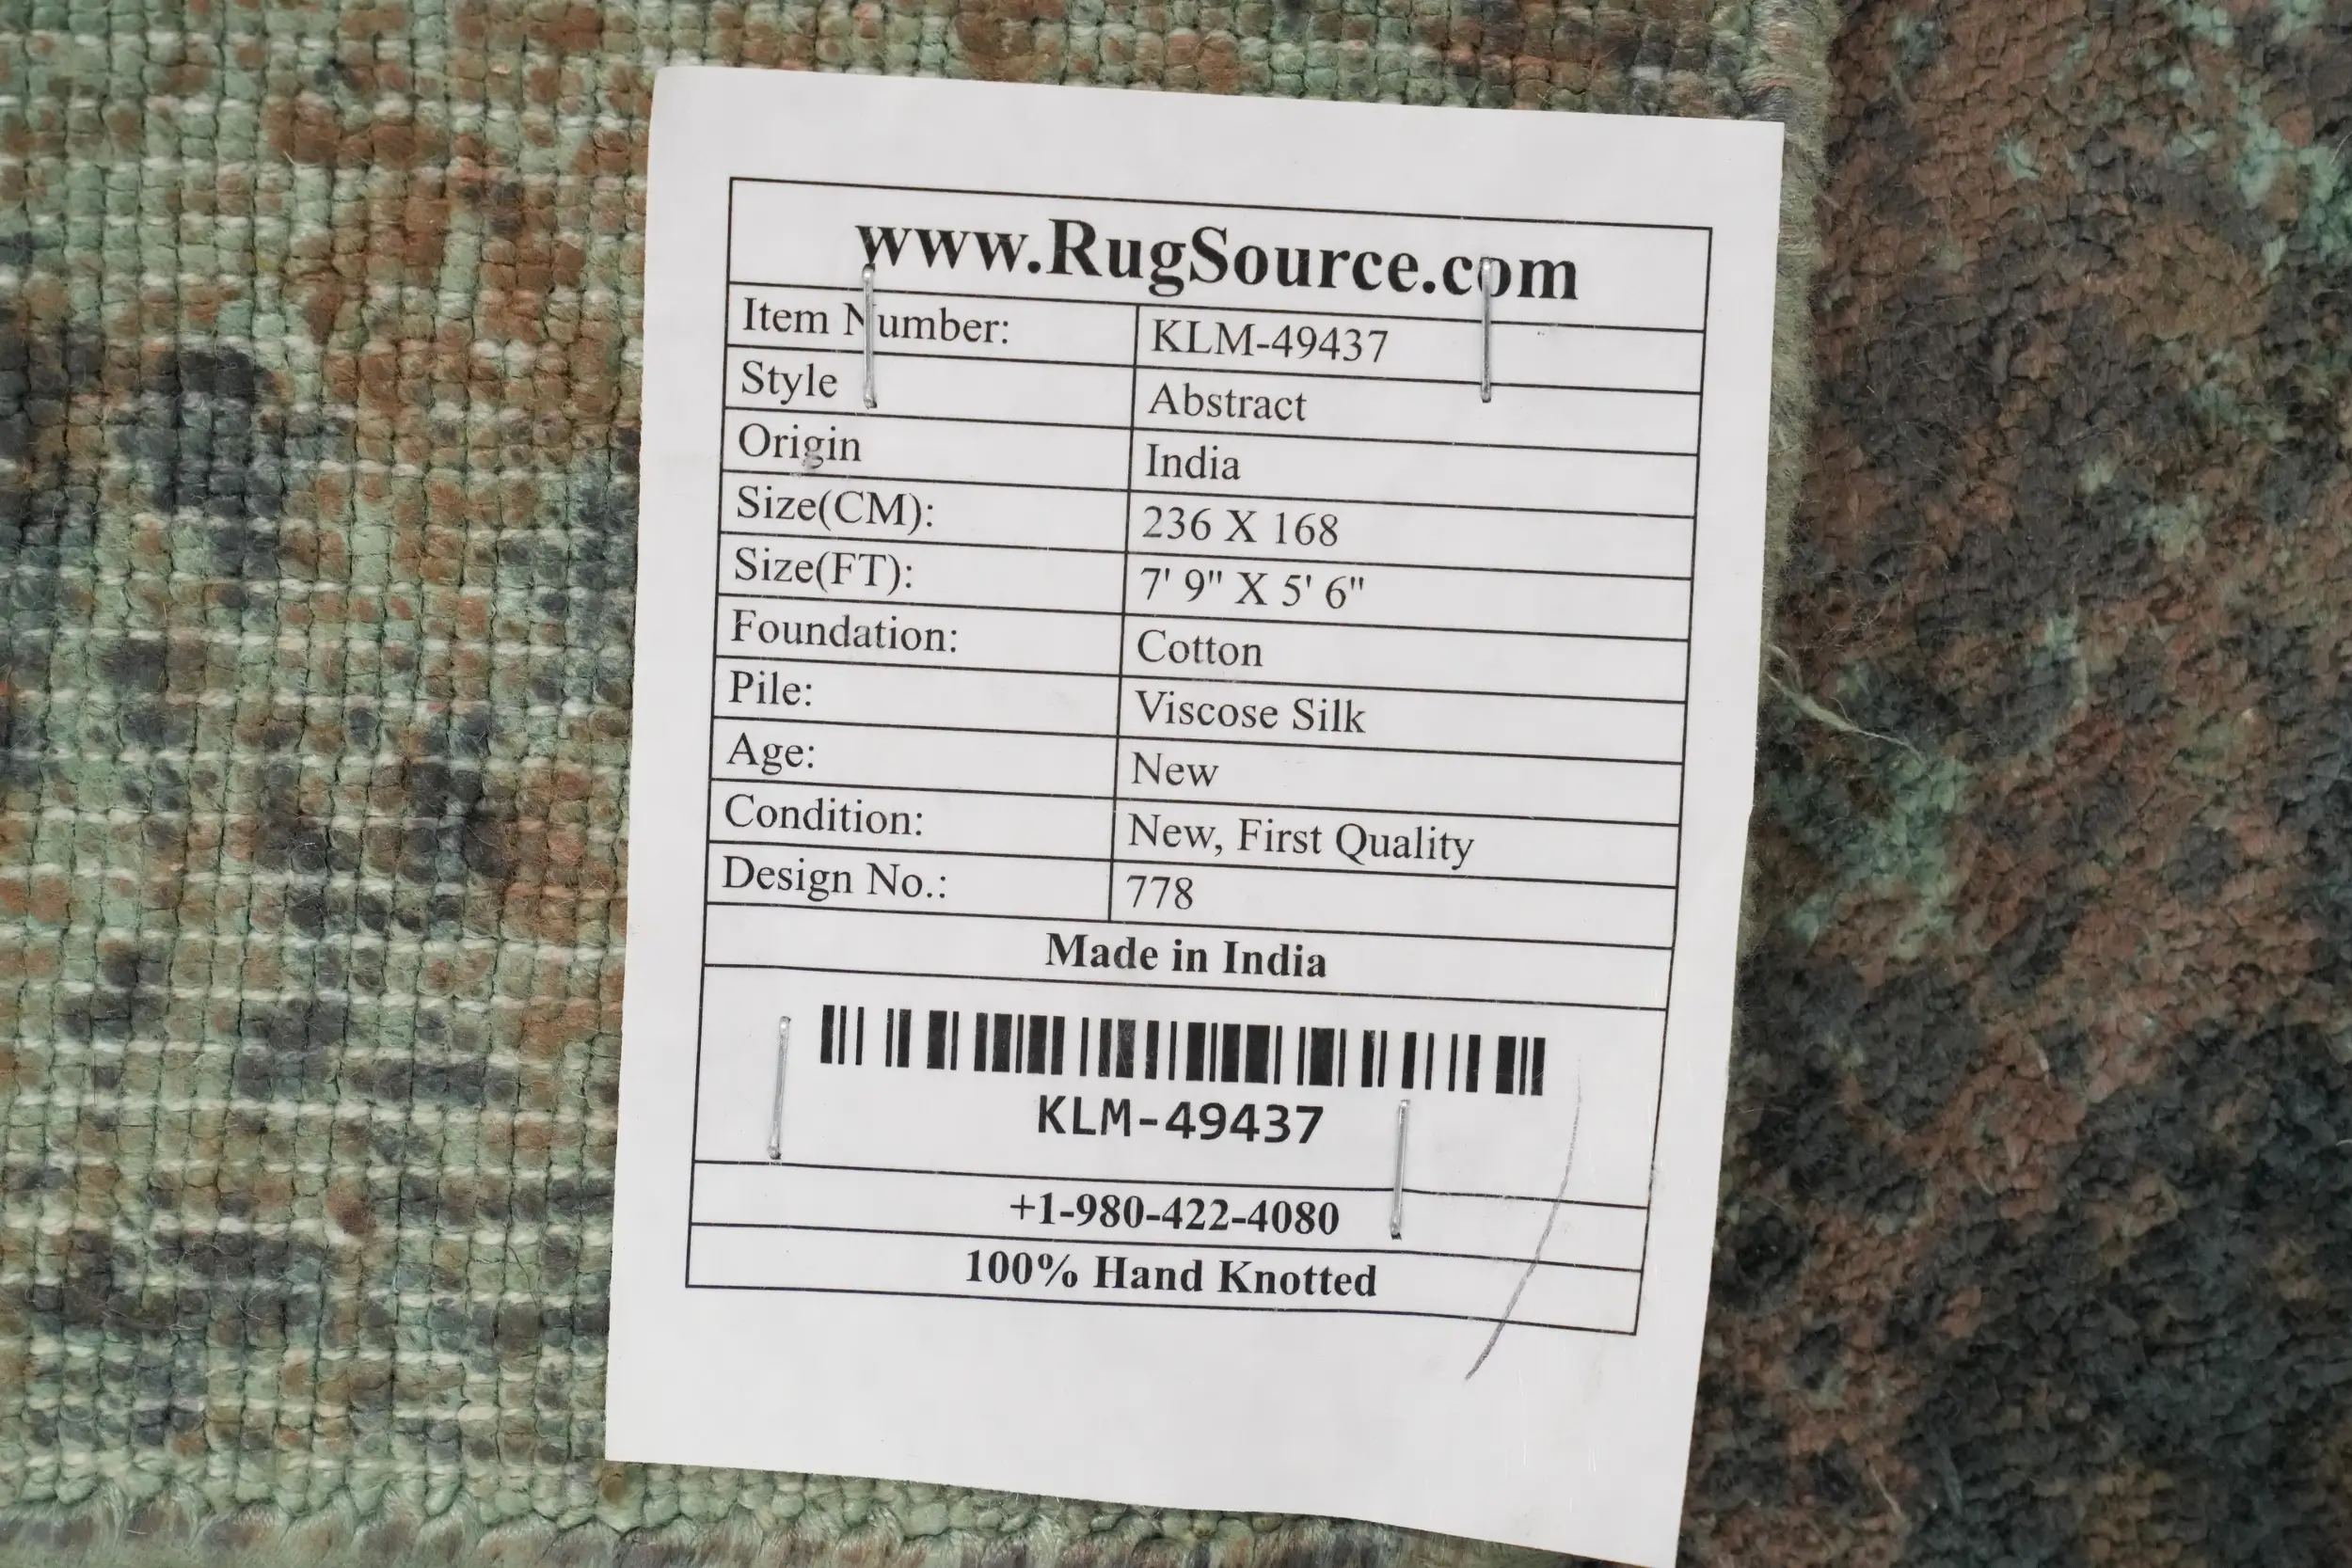 www.RugSource.com
Item Number: KLM-49437
Style Abstract
Origin India
Size(CM): 236 X 168
Size(FT): 7' 9" X 5' 6"
Foundation: Cotton
Pile: Viscose Silk
Age: New
Condition: New, First Quality
Design No.: 778
Made in India
KLM-49437
+1-980-422-4080
100% Hand Knotted